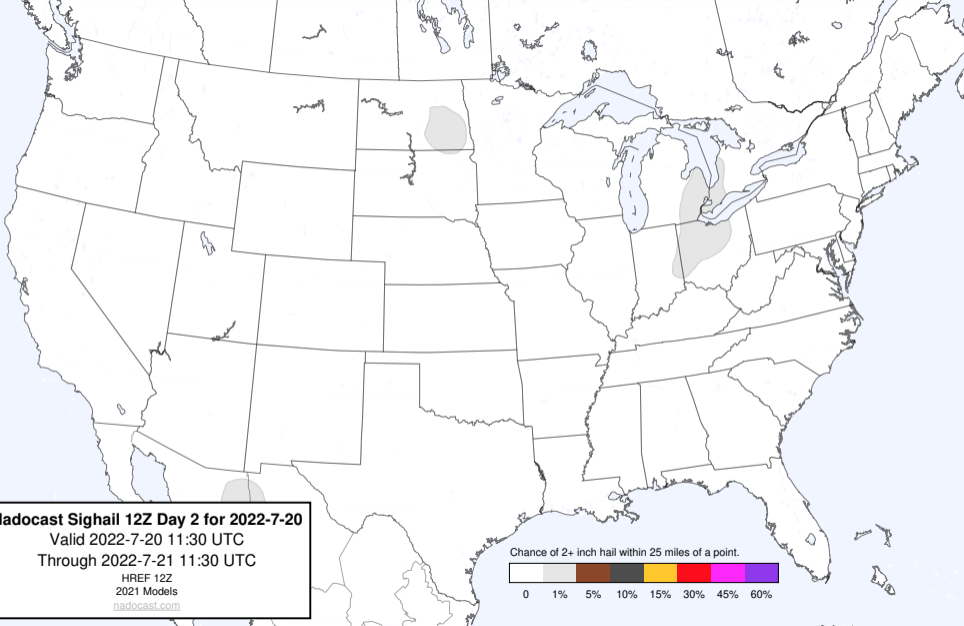 adocast Sighail 12Z Day 2 for 2022-7-20
Valid 2022-7-20 11:30 UTC
Through 2022-7-21 11:30 UTC
HREF 12Z
2021 Models
nadocast.com
Chance of 2+ inch hail within 25 miles of a point.
0 1% 5% 10% 15% 30% 45% 60%